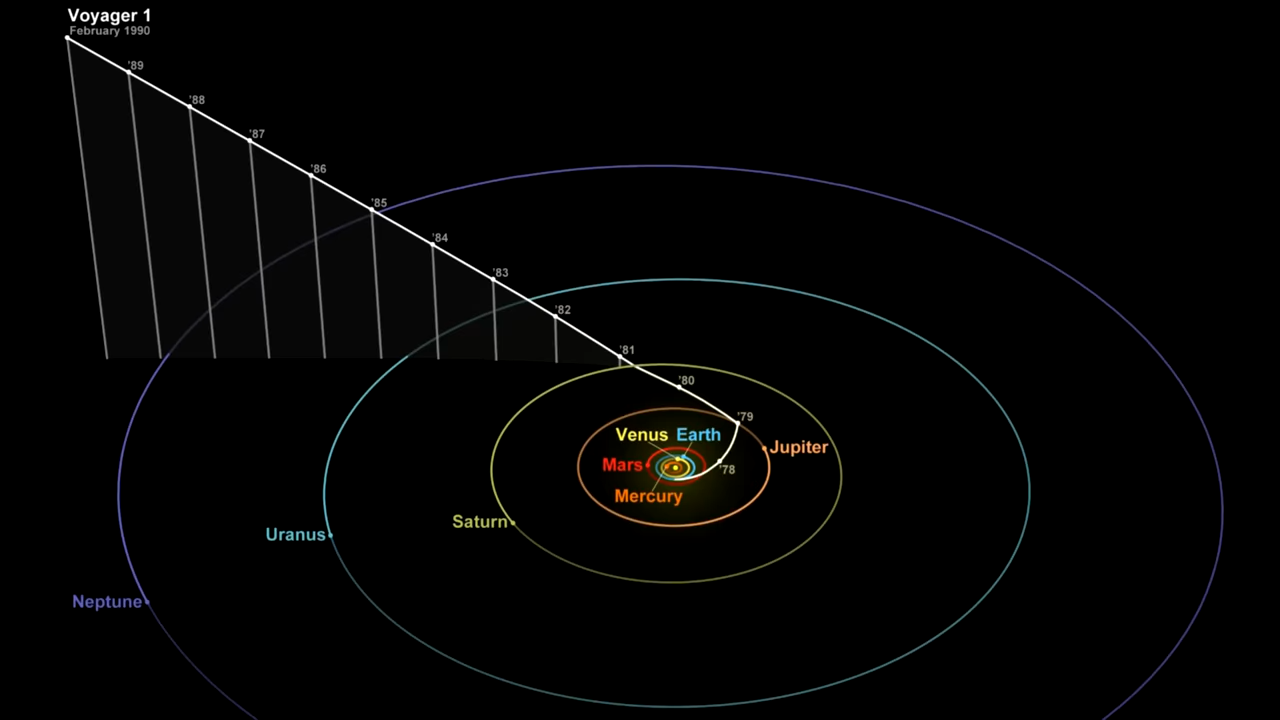 Voyager 1
February 1990
'89
'88
'87
'86
'85
'84
'83
'82
'81
'80
'79
'78
Venus
Earth
Jupiter
Mars
Mercury
Saturn
Uranus
Neptune